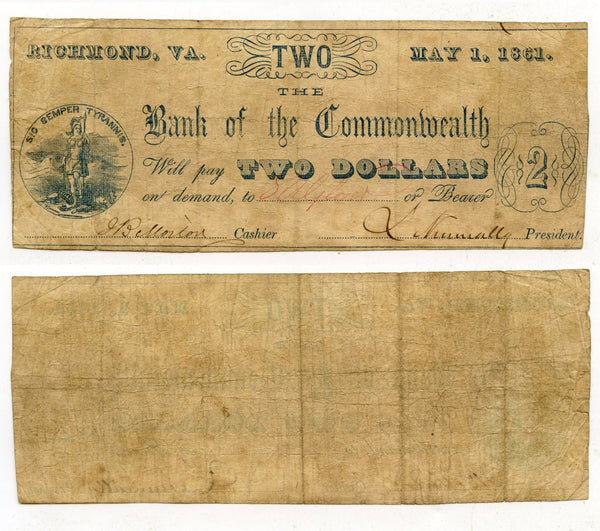 RICHMOND, VA. TWO MAY 1, 1861.
THE
SIC SEMPER TYRANNIS.
Bank of the Commonwealth
Will pay TWO DOLLARS
on demand, to or Bearer
2
Cashier President.